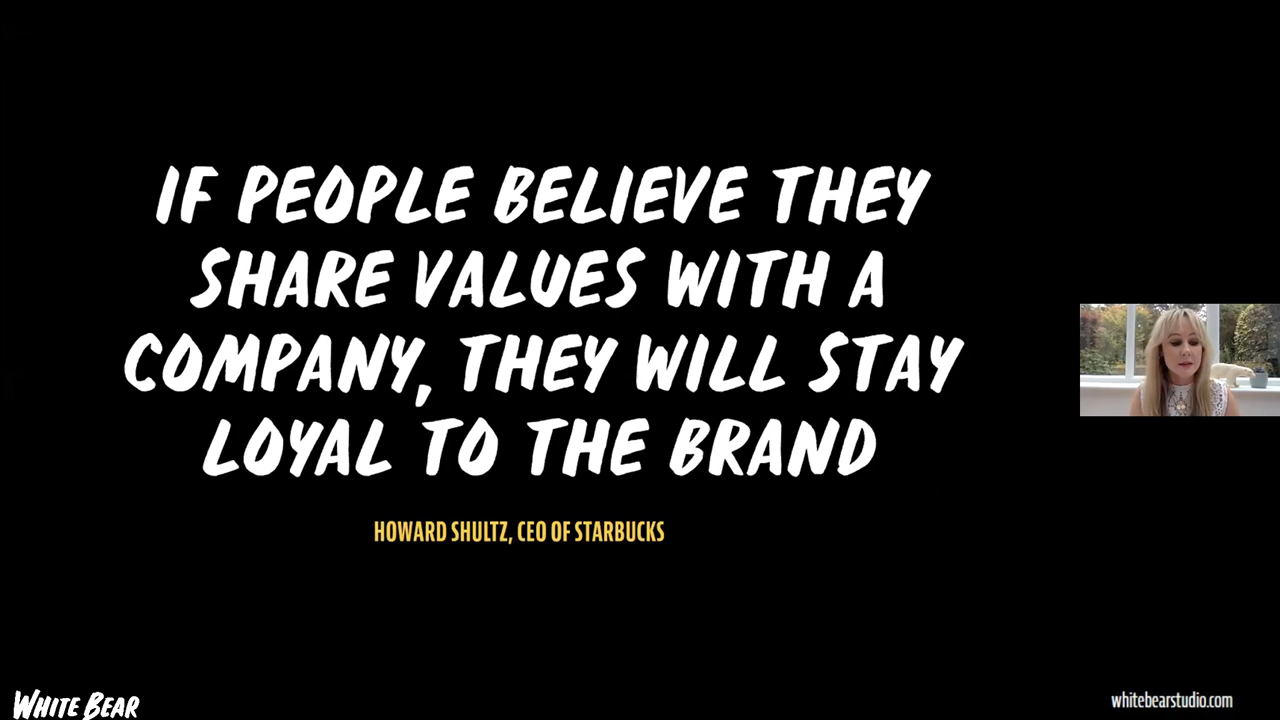 IF PEOPLE BELIEVE THEY
SHARE VALUES WITH A
COMPANY, THEY WILL STAY
LOYAL TO THE BRAND
HOWARD SHULTZ, CEO OF STARBUCKS
WHITE BEAR
whitebearstudio.com